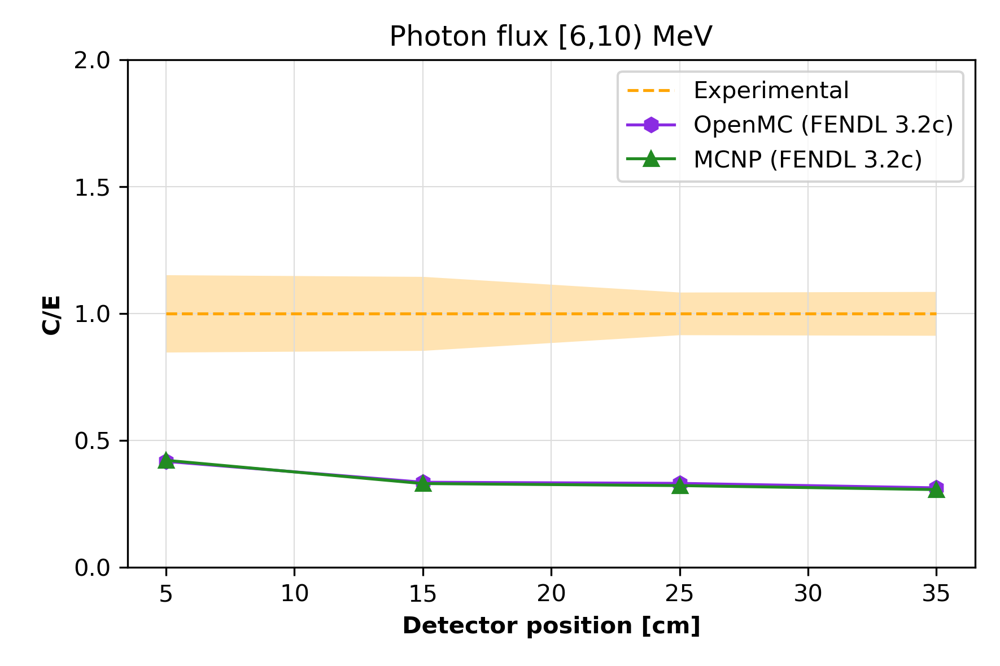 Photon flux [6,10) MeV
2.0
1.5
1.0
0.5
0.0
C/E
Experimental
OpenMC (FENDL 3.2c)
MCNP (FENDL 3.2c)
5 10 15 20 25 30 35
Detector position [cm]